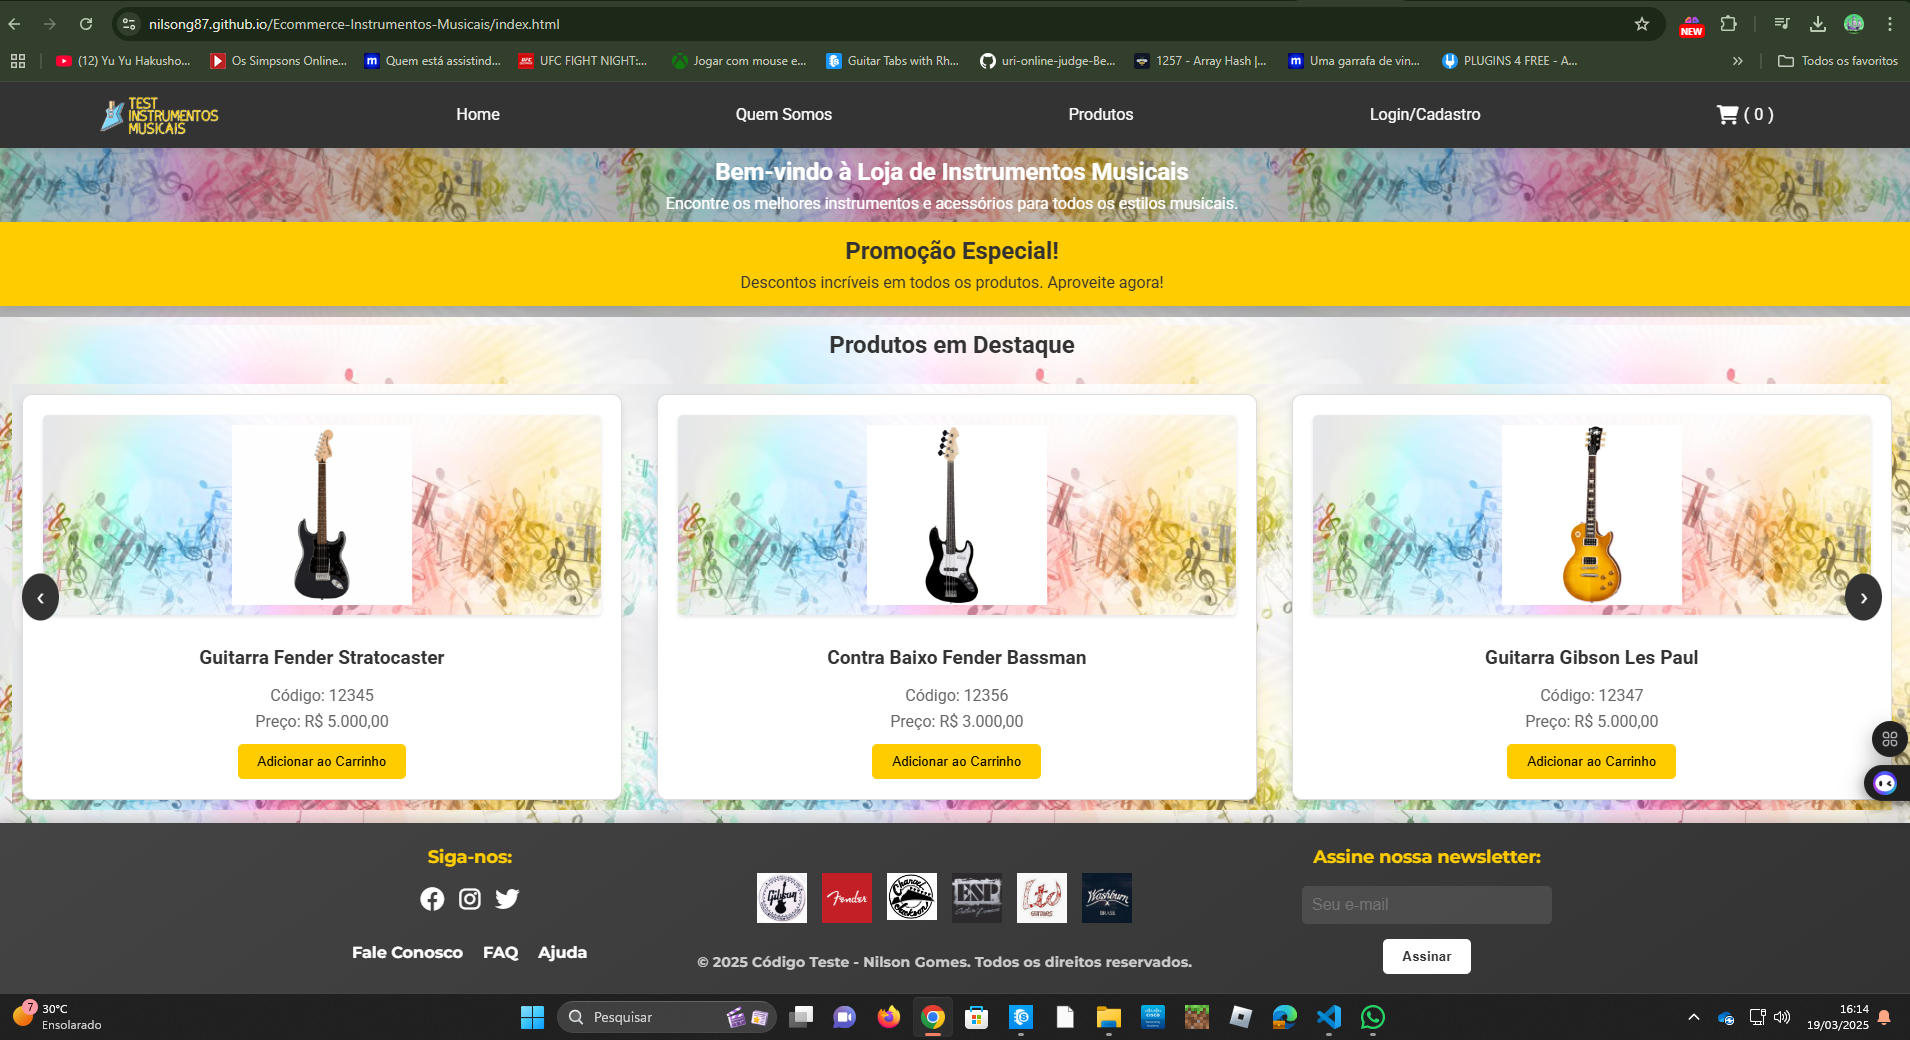 nilsong87.github.io/Ecommerce-Instrumentos-Musicais/index.html
NEW
(12) Yu Yu Hakusho...
Os Simpsons Online...
Quem está assistind...
UFC FIGHT NIGHT:...
Jogar com mouse e...
Guitar Tabs with Rh...
uri-online-judge-Be...
1257 - Array Hash |...
Uma garrafa de vin...
PLUGINS 4 FREE - A...
Todos os favoritos
TEST
INSTRUMENTOS
MUSICAIS
Home
Quem Somos
Produtos
Login/Cadastro
( 0 )
Bem-vindo à Loja de Instrumentos Musicais
Encontre os melhores instrumentos e acessórios para todos os estilos musicais.
Promoção Especial!
Descontos incríveis em todos os produtos. Aproveite agora!
Produtos em Destaque
Guitarra Fender Stratocaster
Código: 12345
Preço: R$ 5.000,00
Adicionar ao Carrinho
Contra Baixo Fender Bassman
Código: 12356
Preço: R$ 3.000,00
Adicionar ao Carrinho
Guitarra Gibson Les Paul
Código: 12347
Preço: R$ 5.000,00
Adicionar ao Carrinho
Siga-nos:
Fale Conosco
FAQ
Ajuda
Gibson
Fender
Charvel
Jackson
ESP
Ltd
GUITARS
Washburn
BRASIL
© 2025 Código Teste - Nilson Gomes. Todos os direitos reservados.
Assine nossa newsletter:
Seu e-mail
Assinar
7
30°C
Ensolarado
Pesquisar
16:14
19/03/2025